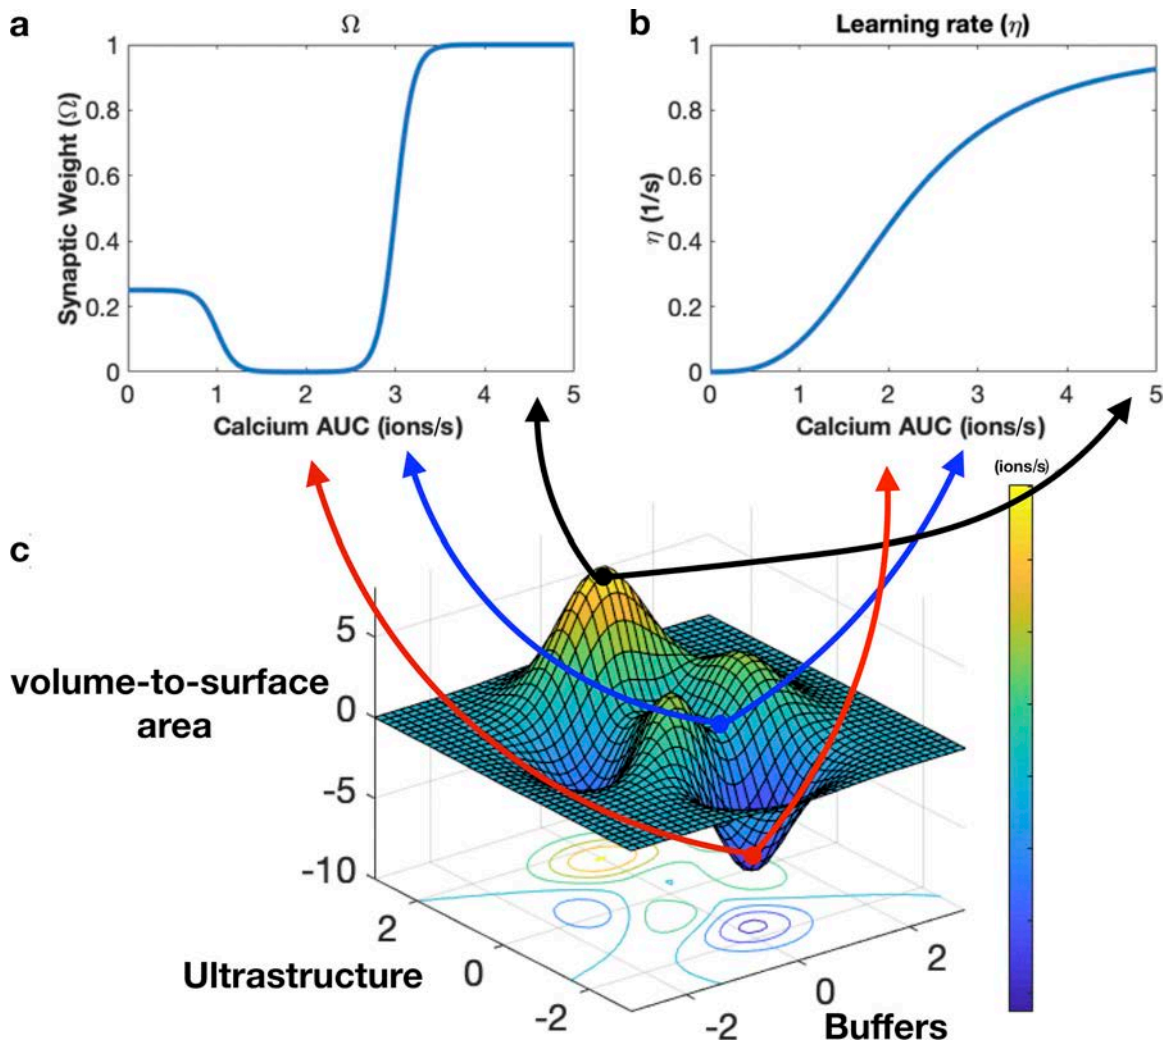 a
Ω
b
Learning rate (η)
Synaptic Weight (Ω)
1
0.8
0.6
0.4
0.2
0
0 1 2 3 4 5
Calcium AUC (ions/s)
η (1/s)
1
0.8
0.6
0.4
0.2
0
0 1 2 3 4 5
Calcium AUC (ions/s)
(ions/s)
c
volume-to-surface
area
5
0
-5
-10
2
0
-2
Ultrastructure
-2
0
2
Buffers